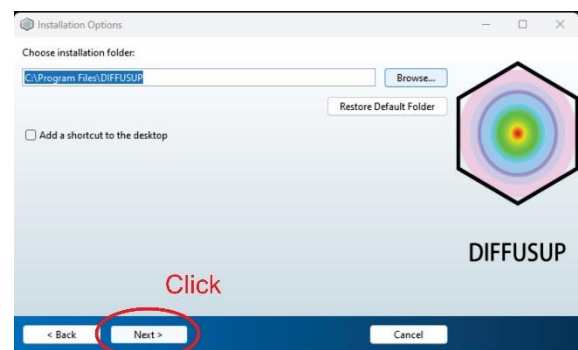 Installation Options
Choose installation folder:
C:\Program Files\DIFFUSUP
Browse...
Restore Default Folder
Add a shortcut to the desktop
DIFFUSUP
Click
< Back
Next >
Cancel